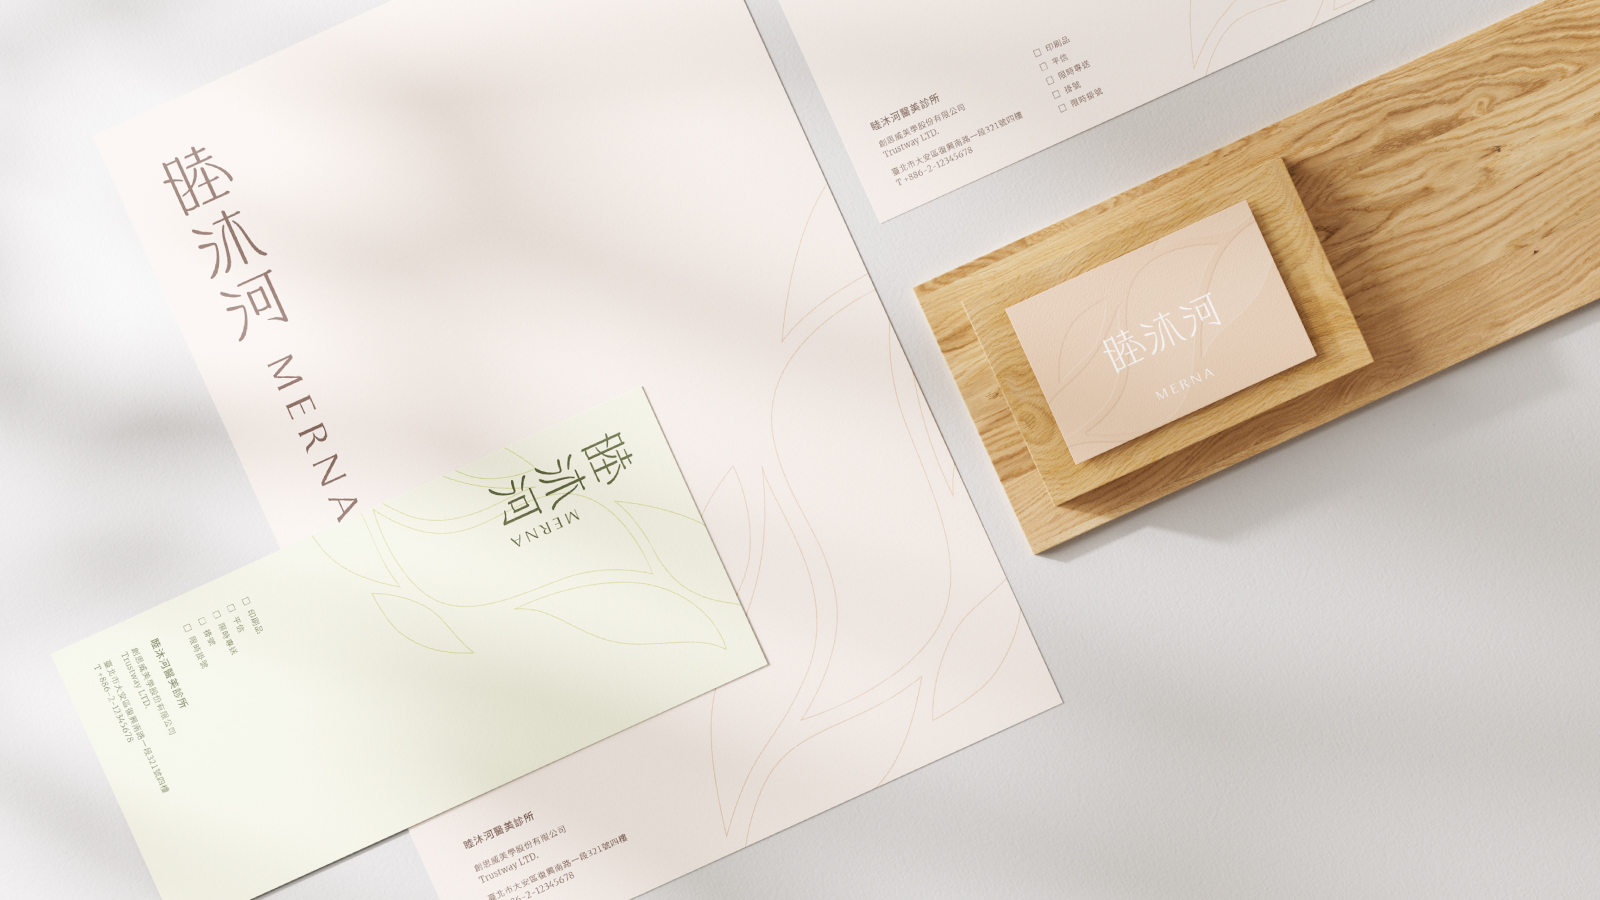 睦沐河 MERNA
睦沐河醫美診所
創思威美學股份有限公司
Trustway LTD.
臺北市大安區復興南路一段321號四樓
T +886-2-12345678
□ 印刷品
□ 平信
□ 限時專送
□ 掛號
□ 限時掛號
睦沐河
MERNA
睦沐河
MERNA
□ 印刷品
□ 平信
□ 限時專送
□ 掛號
□ 限時掛號
睦沐河醫美診所
創思威美學股份有限公司
Trustway LTD.
臺北市大安區復興南路一段321號四樓
T +886-2-12345678
睦沐河醫美診所
創思威美學股份有限公司
Trustway LTD.
臺北市大安區復興南路一段321號四樓
86-2-12345678